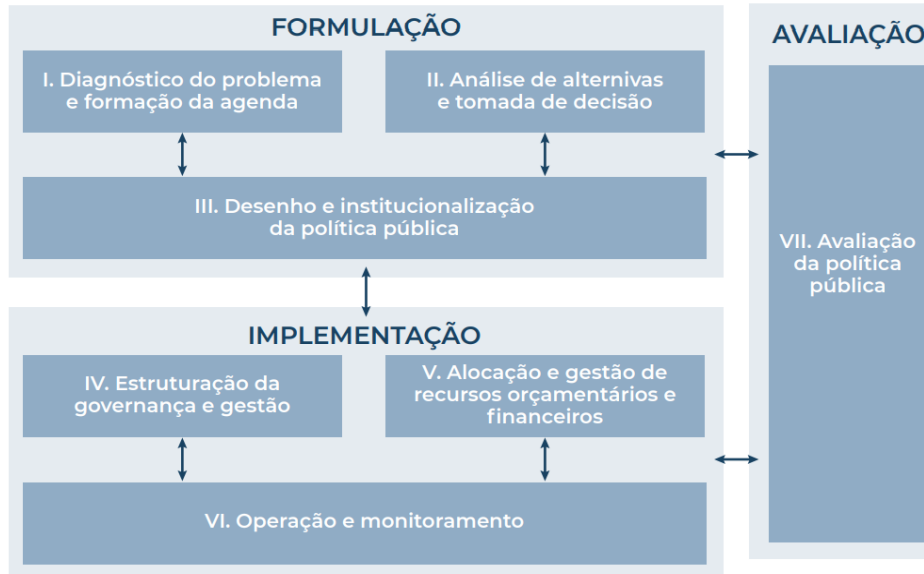 FORMULAÇÃO
I. Diagnóstico do problema
e formação da agenda
II. Análise de alternivas
e tomada de decisão
III. Desenho e institucionalização
da política pública
IMPLEMENTAÇÃO
IV. Estruturação da
governança e gestão
V. Alocação e gestão de
recursos orçamentários e
financeiros
VI. Operação e monitoramento
AVALIAÇÃO
VII. Avaliação
da política
pública